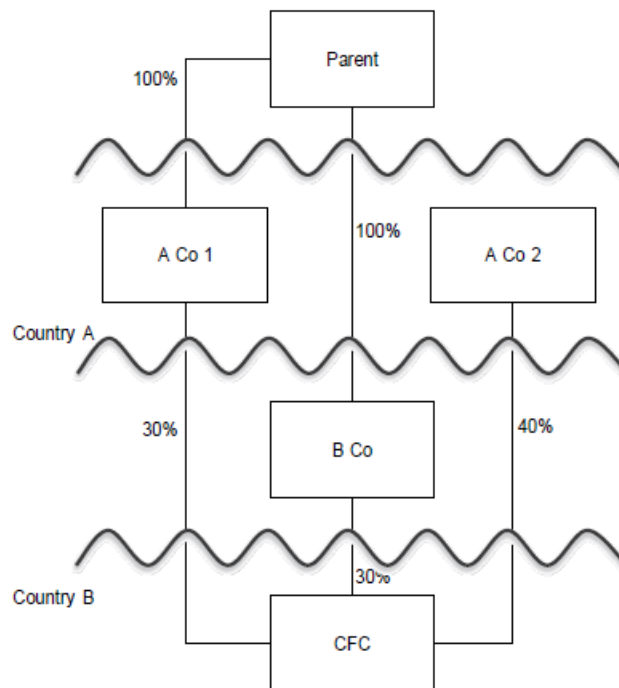 Parent
100%
A Co 1
100%
A Co 2
Country A
30%
B Co
40%
Country B
30%
CFC